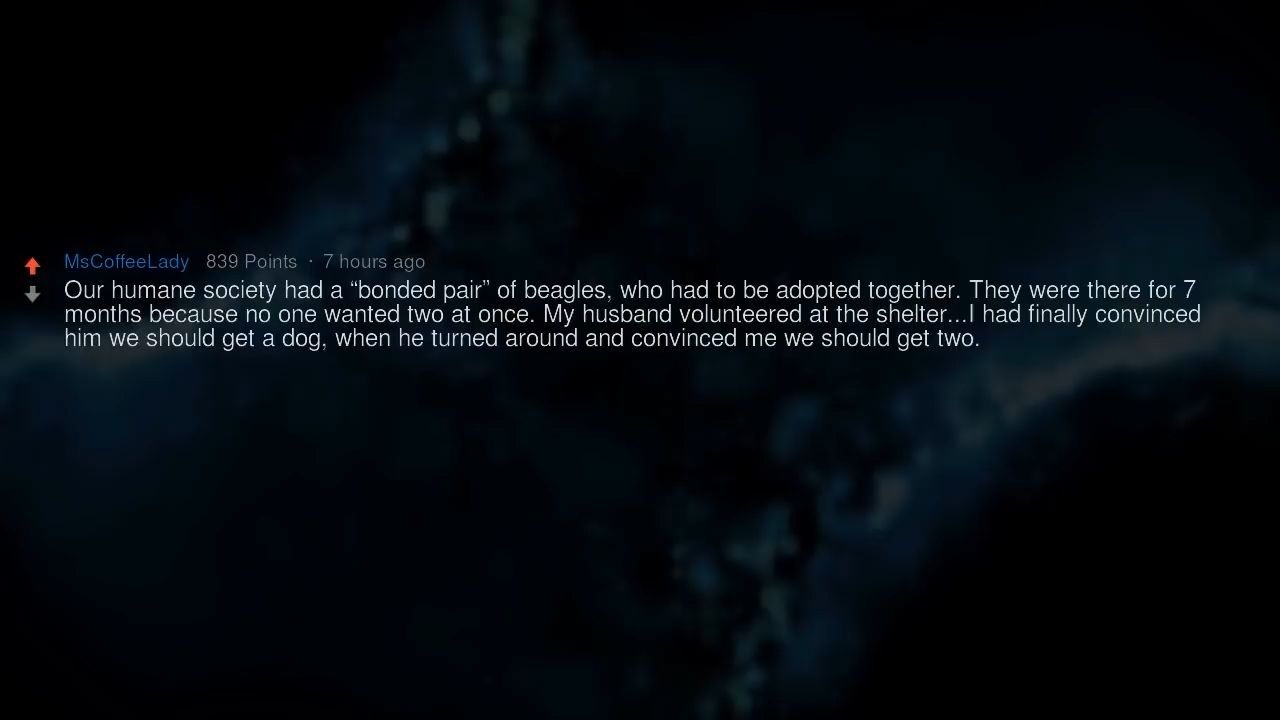 MsCoffeeLady 839 Points · 7 hours ago
Our humane society had a “bonded pair” of beagles, who had to be adopted together. They were there for 7
months because no one wanted two at once. My husband volunteered at the shelter...I had finally convinced
him we should get a dog, when he turned around and convinced me we should get two.